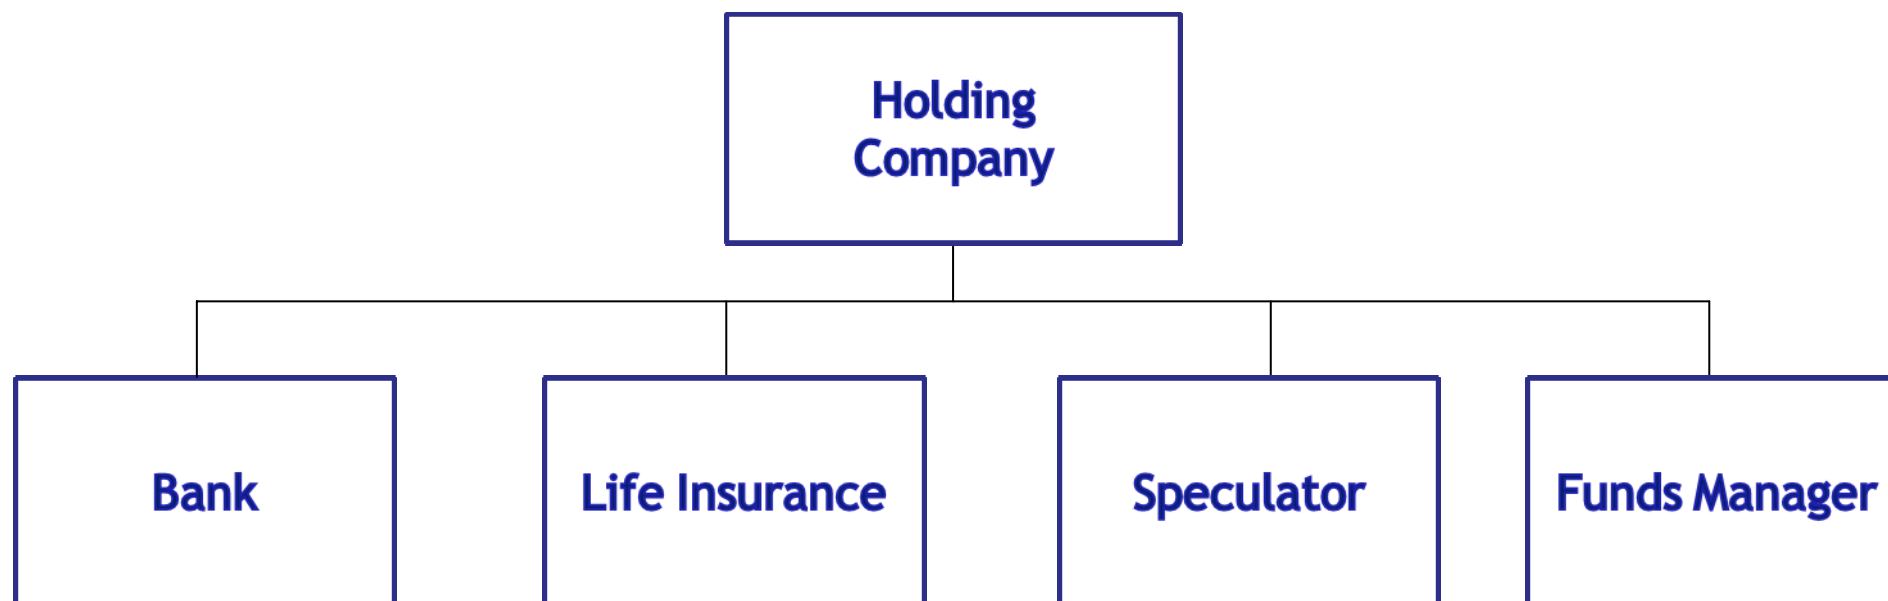 Holding
Company
Bank
Life Insurance
Speculator
Funds Manager